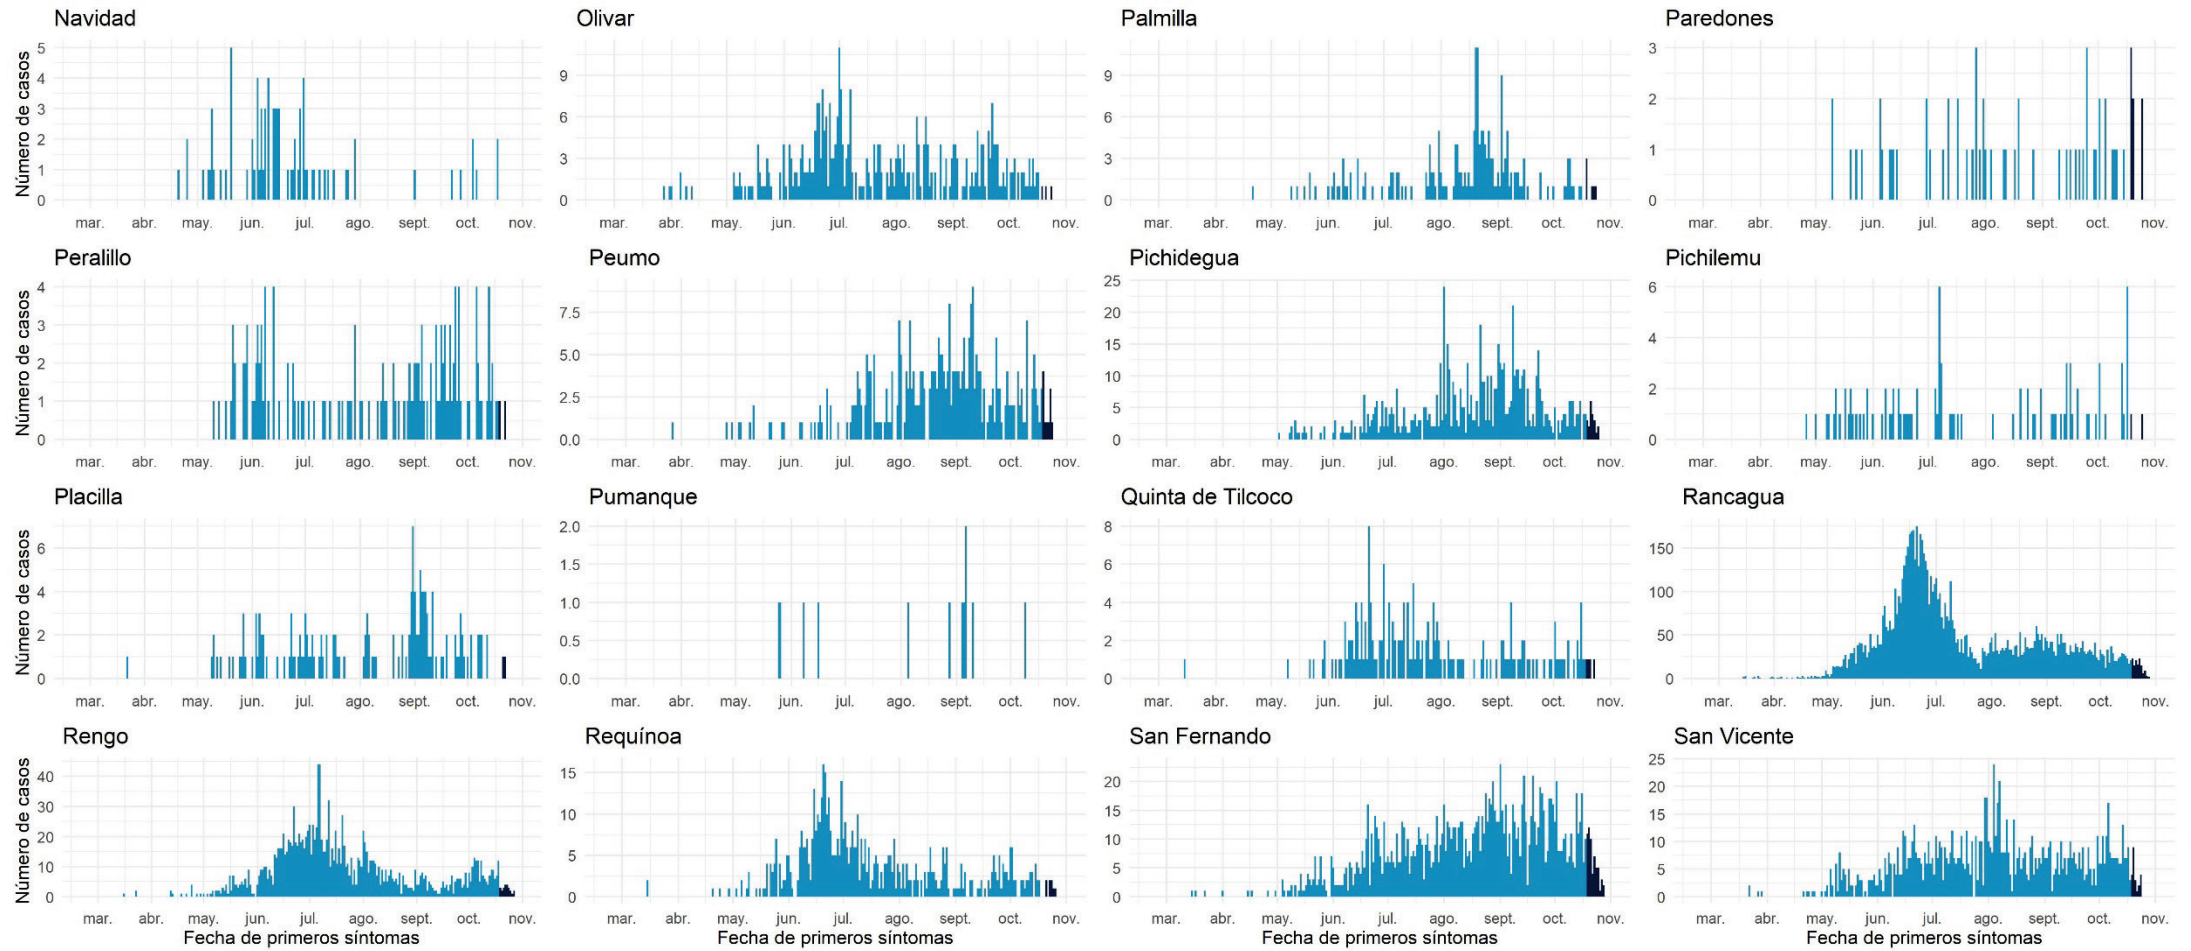 Navidad
Olivar
Palmilla
Paredones
Número de casos
5
4
3
2
1
0
9
6
3
0
9
6
3
0
3
2
1
0
mar. abr. may. jun. jul. ago. sept. oct. nov.
mar. abr. may. jun. jul. ago. sept. oct. nov.
mar. abr. may. jun. jul. ago. sept. oct. nov.
mar. abr. may. jun. jul. ago. sept. oct. nov.
Peralillo
Peumo
Pichidegua
Pichilemu
Número de casos
4
3
2
1
0
7.5
5.0
2.5
0.0
25
20
15
10
5
0
6
4
2
0
mar. abr. may. jun. jul. ago. sept. oct. nov.
mar. abr. may. jun. jul. ago. sept. oct. nov.
mar. abr. may. jun. jul. ago. sept. oct. nov.
mar. abr. may. jun. jul. ago. sept. oct. nov.
Placilla
Pumanque
Quinta de Tilcoco
Rancagua
Número de casos
6
4
2
0
2.0
1.5
1.0
0.5
0.0
8
6
4
2
0
150
100
50
0
mar. abr. may. jun. jul. ago. sept. oct. nov.
mar. abr. may. jun. jul. ago. sept. oct. nov.
mar. abr. may. jun. jul. ago. sept. oct. nov.
mar. abr. may. jun. jul. ago. sept. oct. nov.
Rengo
Requínoa
San Fernando
San Vicente
Número de casos
40
30
20
10
0
15
10
5
0
20
15
10
5
0
25
20
15
10
5
0
mar. abr. may. jun. jul. ago. sept. oct. nov.
mar. abr. may. jun. jul. ago. sept. oct. nov.
mar. abr. may. jun. jul. ago. sept. oct. nov.
mar. abr. may. jun. jul. ago. sept. oct. nov.
Fecha de primeros síntomas
Fecha de primeros síntomas
Fecha de primeros síntomas
Fecha de primeros síntomas